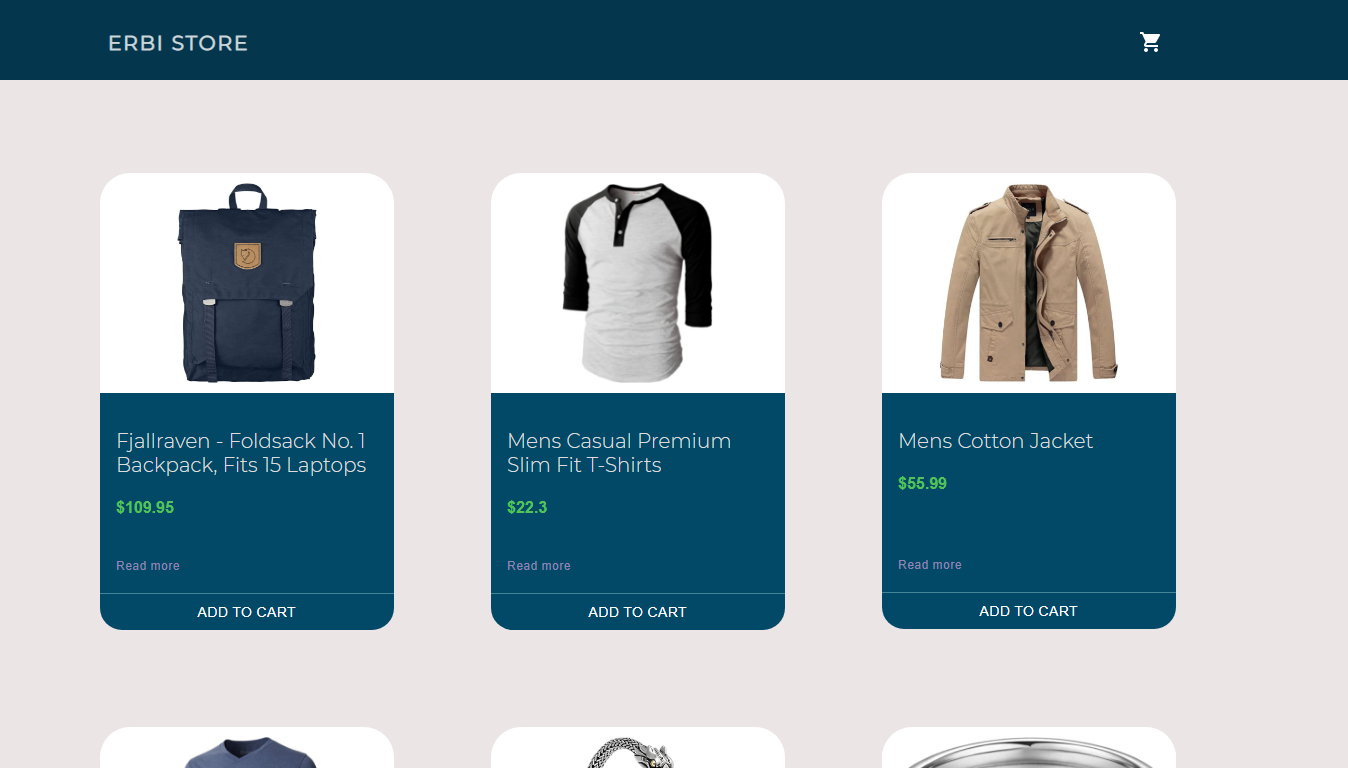 ERBI STORE
Fjallraven - Foldsack No. 1
Backpack, Fits 15 Laptops
$109.95
Read more
ADD TO CART
Mens Casual Premium
Slim Fit T-Shirts
$22.3
Read more
ADD TO CART
Mens Cotton Jacket
$55.99
Read more
ADD TO CART